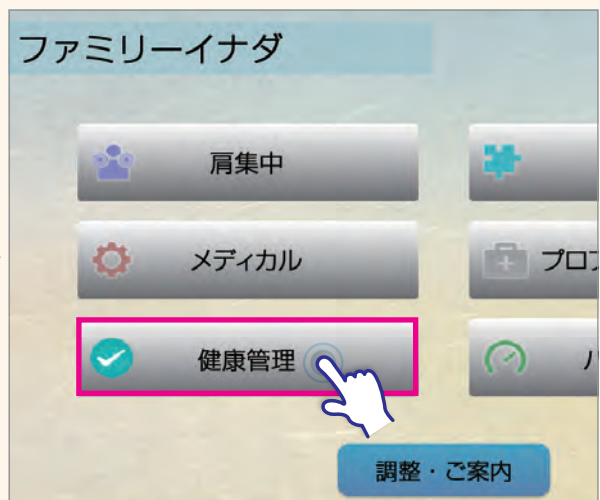 ファミリーイナダ
肩集中
メディカル
プロフ
健康管理
調整・ご案内